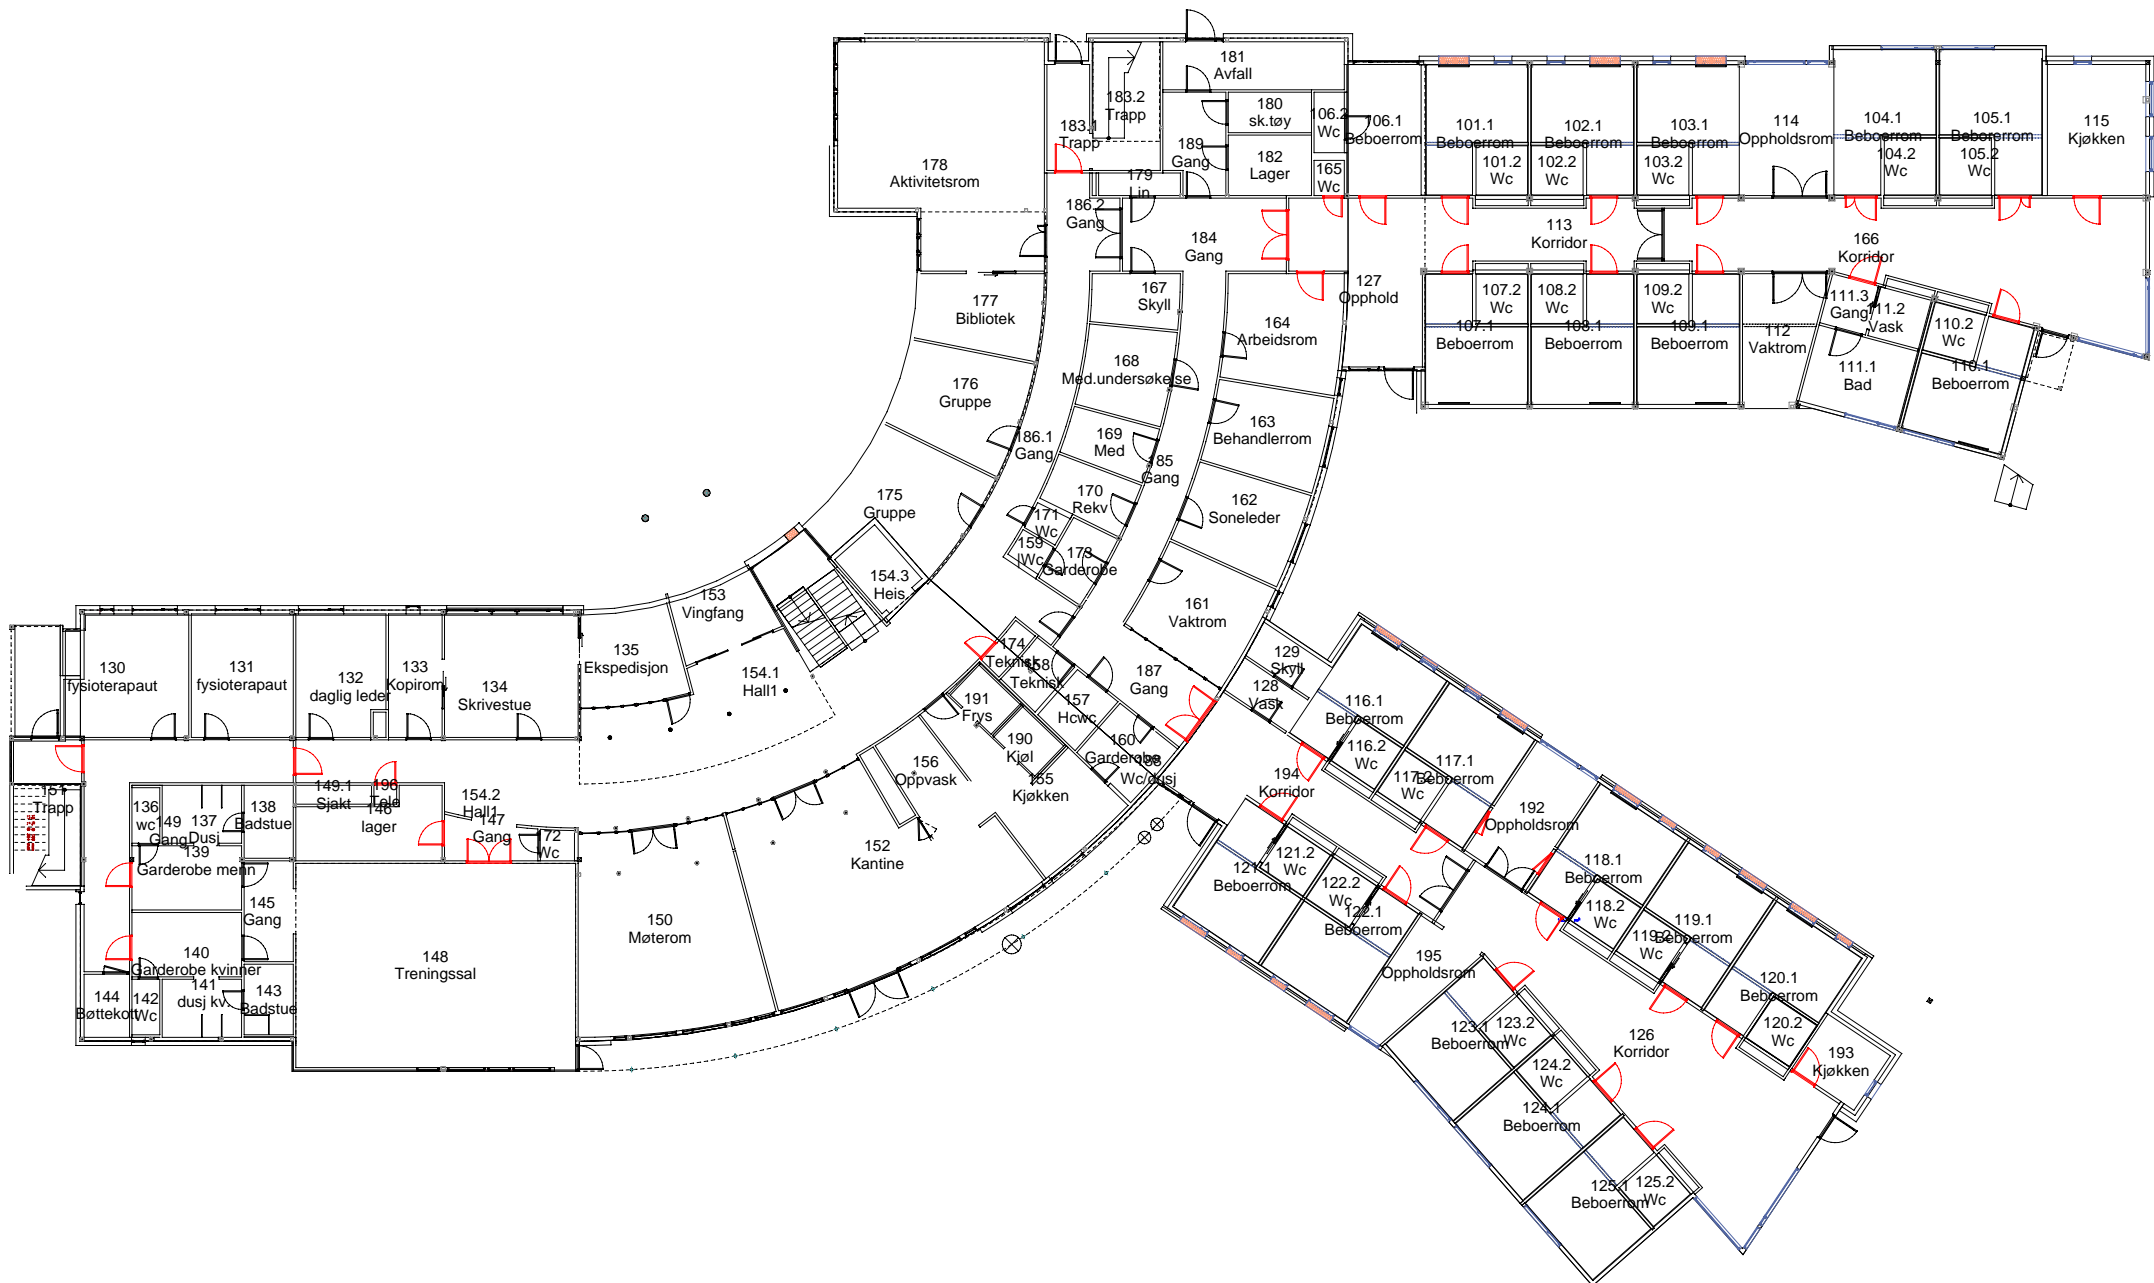 181
Avfall
183.2
Trapp
180
sk.tøy
106.2
Wc
106.1
Beboerrom
101.1
Beboerrom
102.1
Beboerrom
103.1
Beboerrom
114
Oppholdsrom
104.1
Beboerrom
105.1
Beborerrom
115
Kjøkken
183.1
Trapp
189
Gang
182
Lager
165
Wc
101.2
Wc
102.2
Wc
103.2
Wc
104.2
Wc
105.2
Wc
178
Aktivitetsrom
179
Lin
186.2
Gang
184
Gang
113
Korridor
166
Korridor
127
Opphold
167
Skyll
107.2
Wc
108.2
Wc
109.2
Wc
111.3
Gang
111.2
Vask
110.2
Wc
177
Bibliotek
164
Arbeidsrom
107.1
Beboerrom
108.1
Beboerrom
109.1
Beboerrom
112
Vaktrom
111.1
Bad
110.1
Beboerrom
168
Med.undersøkelse
176
Gruppe
163
Behandlerrom
186.1
Gang
169
Med
185
Gang
175
Gruppe
170
Rekv
162
Soneleder
171
Wc
159
Wc
173
Garderobe
154.3
Heis
153
Vingfang
161
Vaktrom
135
Ekspedisjon
130
fysioterapaut
131
fysioterapaut
132
daglig leder
133
Kopirom
134
Skrivestue
154.1
Hall1
174
Teknisk
158
Teknisk
187
Gang
129
Skyll
128
Vask
116.1
Beboerrom
191
Frys
157
Hcwc
190
Kjøl
160
Garderobe
188
Wc/dusj
116.2
Wc
117.1
Beboerrom
117.2
Wc
156
Oppvask
155
Kjøkken
194
Korridor
192
Oppholdsrom
151
Trapp
136
wc
149
Gang
137
Dusj
138
Badstue
149.1
Sjakt
196
Tele
146
lager
154.2
Hall1
147
Gang
72
Wc
139
Garderobe menn
152
Kantine
121.1
Beboerrom
121.2
Wc
122.2
Wc
122.1
Beboerrom
118.1
Beboerrom
118.2
Wc
119.1
Beboerrom
119.2
Wc
145
Gang
150
Møterom
140
Garderobe kvinner
148
Treningssal
195
Oppholdsrom
144
Bøttekott
142
Wc
141
dusj kv.
143
Badstue
120.1
Beboerrom
120.2
Wc
123.1
Beboerrom
123.2
Wc
126
Korridor
193
Kjøkken
124.2
Wc
124.1
Beboerrom
125.1
Beboerrom
125.2
Wc